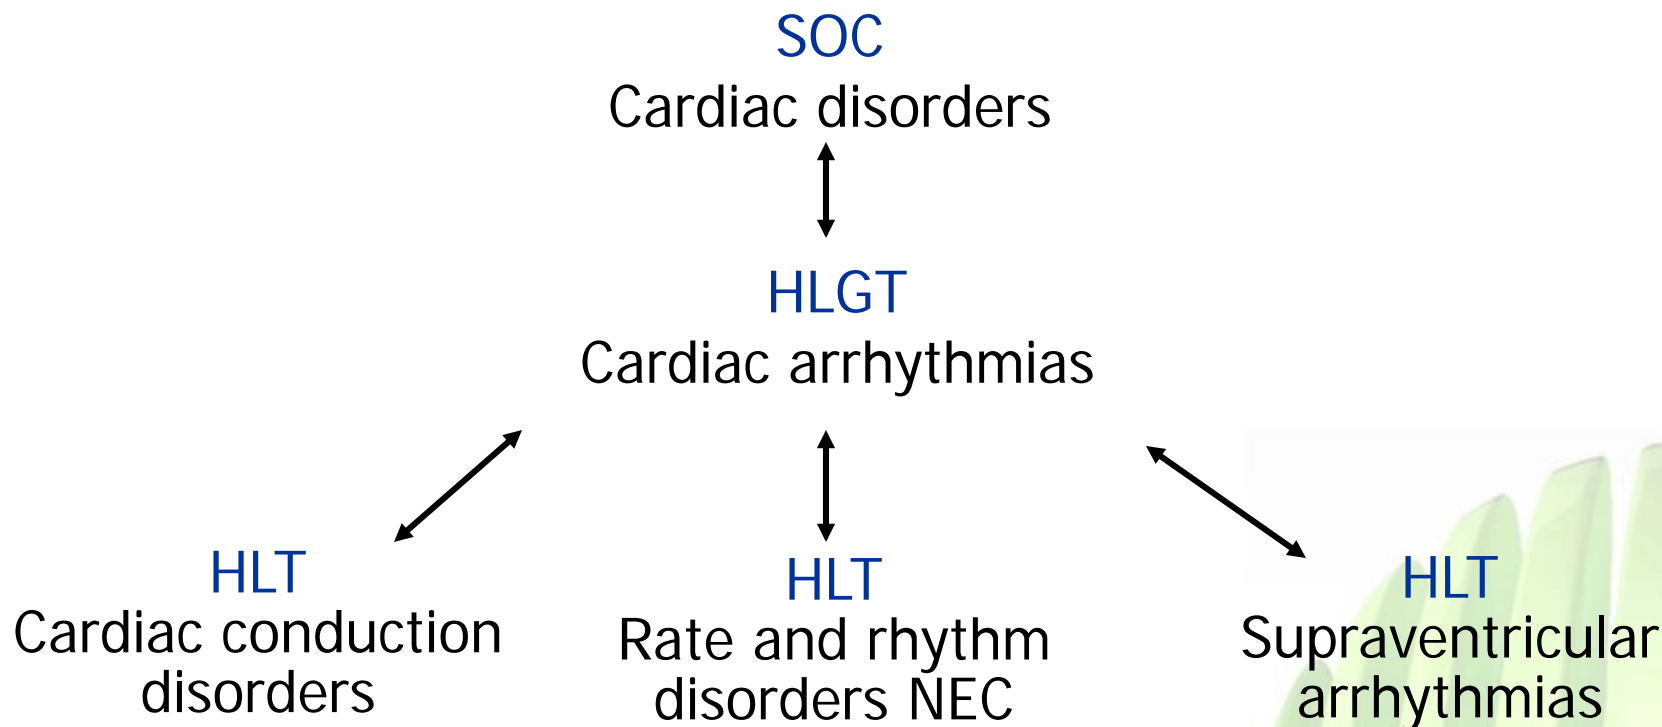 SOC
Cardiac disorders
HLGT
Cardiac arrhythmias
HLT
Cardiac conduction
disorders
HLT
Rate and rhythm
disorders NEC
HLT
Supraventricular
arrhythmias